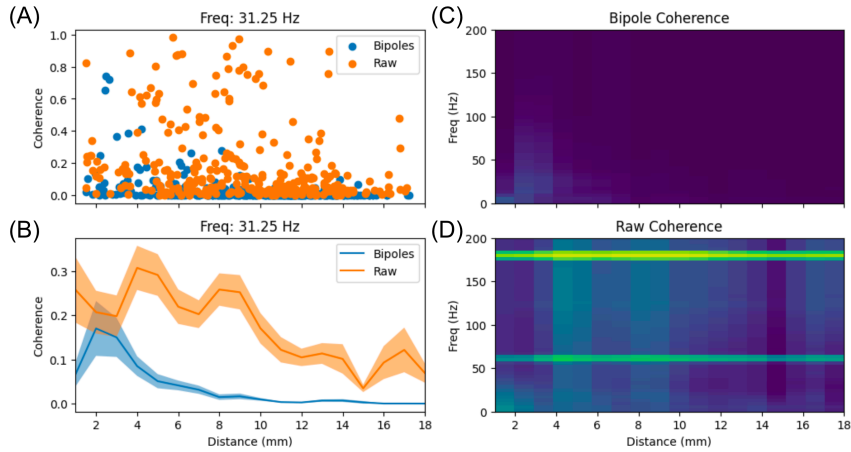 (A)
Freq: 31.25 Hz
1.0
0.8
0.6
0.4
0.2
0.0
Coherence
Bipoles
Raw
(B)
Freq: 31.25 Hz
0.3
0.2
0.1
0.0
Coherence
Bipoles
Raw
2 4 6 8 10 12 14 16 18
Distance (mm)
(C)
Bipole Coherence
200
150
100
50
0
Freq (Hz)
(D)
Raw Coherence
200
150
100
50
0
Freq (Hz)
2 4 6 8 10 12 14 16 18
Distance (mm)